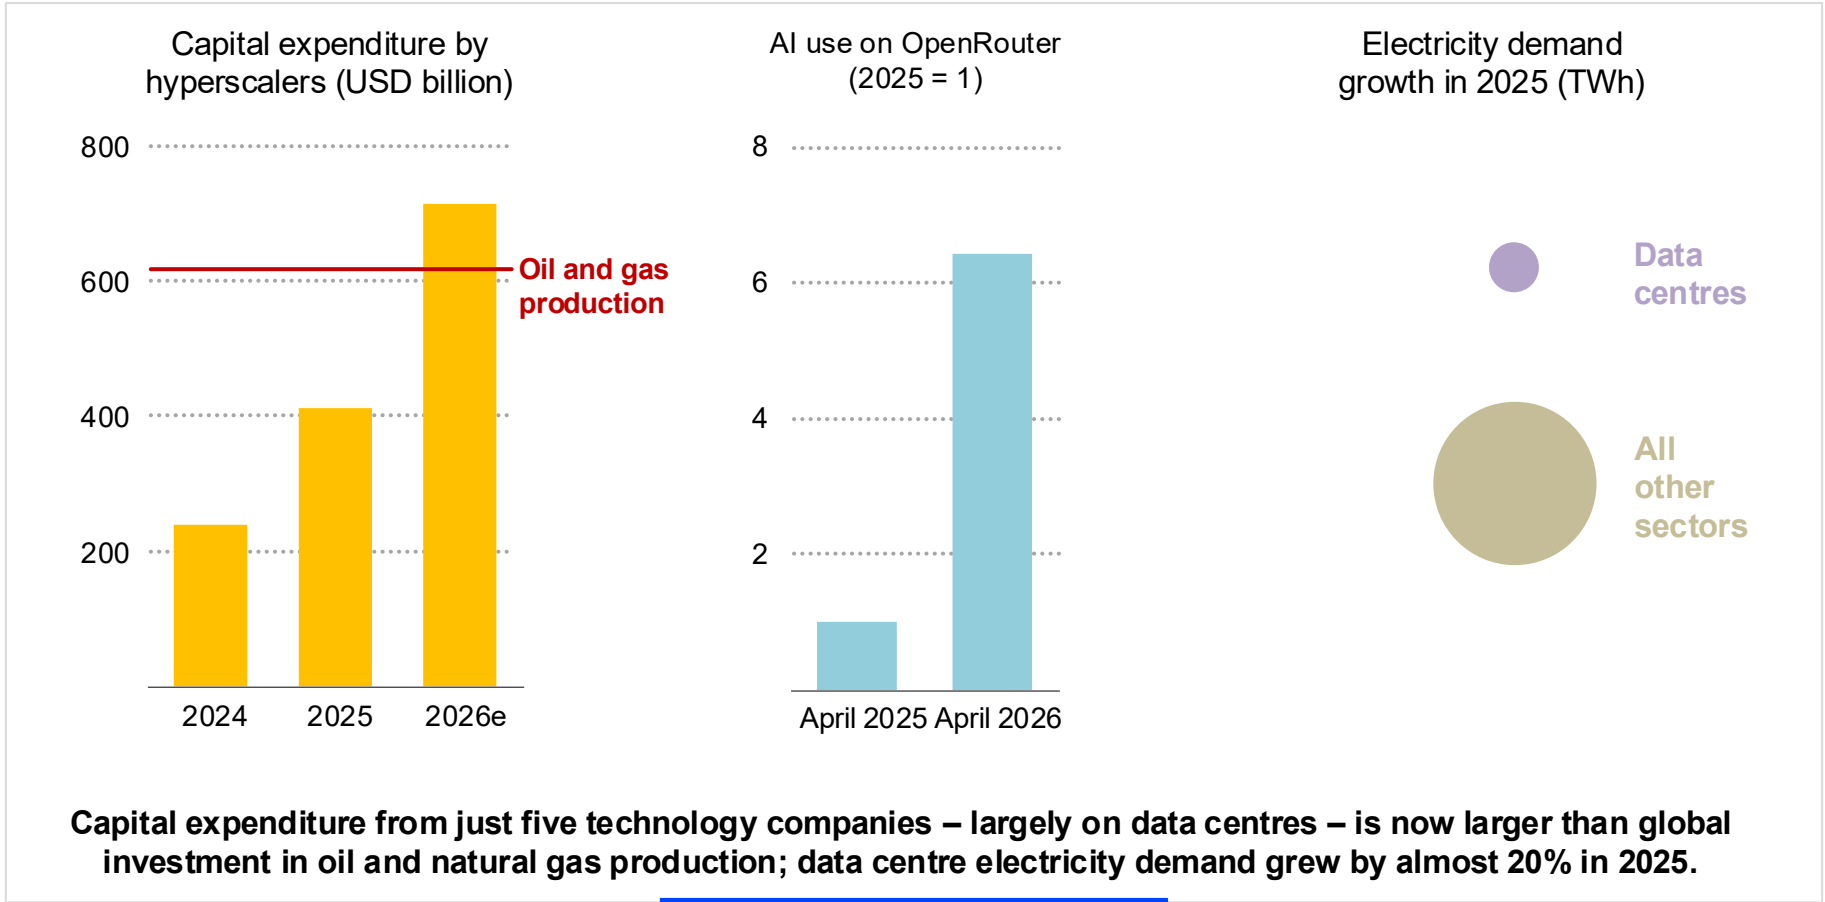 Capital expenditure by
hyperscalers (USD billion)
800
600
400
200
Oil and gas
production
2024
2025
2026e
AI use on OpenRouter
(2025 = 1)
8
6
4
2
April 2025
April 2026
Electricity demand
growth in 2025 (TWh)
Data
centres
All
other
sectors
Capital expenditure from just five technology companies – largely on data centres – is now larger than global
investment in oil and natural gas production; data centre electricity demand grew by almost 20% in 2025.